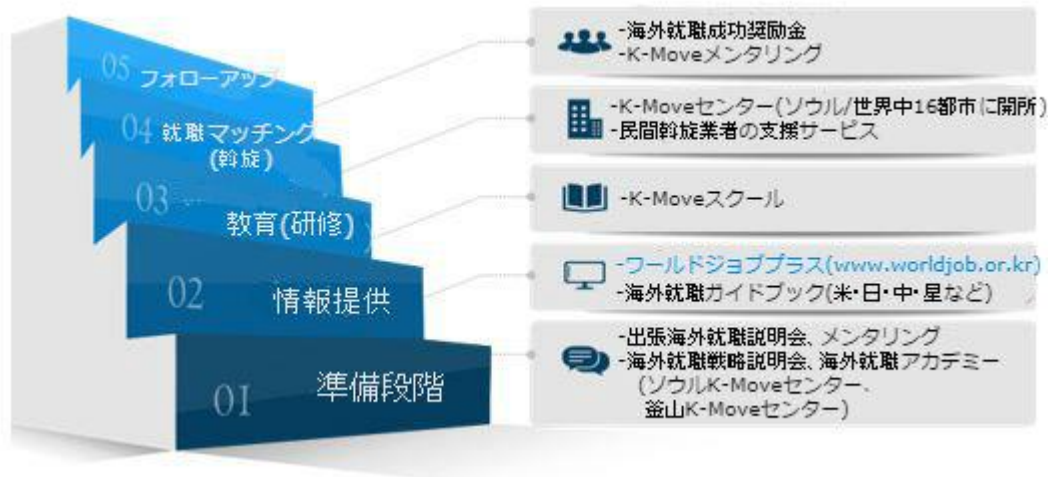 05 フォローアップ
-海外就職成功奨励金
-K-Moveメンタリング
04 就職マッチング
(斡旋)
-K-Moveセンター(ソウル/世界中16都市に開所)
-民間斡旋業者の支援サービス
03
教育(研修)
-K-Moveスクール
02 情報提供
-ワールドジョブプラス(www.worldjob.or.kr)
-海外就職ガイドブック(米・日・中・星など)
01 準備段階
-出張海外就職説明会、メンタリング
-海外就職戦略説明会、海外就職アカデミー
(ソウルK-Moveセンター、
釜山K-Moveセンター)